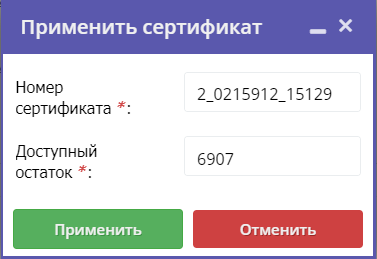 Применить сертификат
Номер
сертификата *:
2_0215912_15129
Доступный
остаток *:
6907
Применить
Отменить